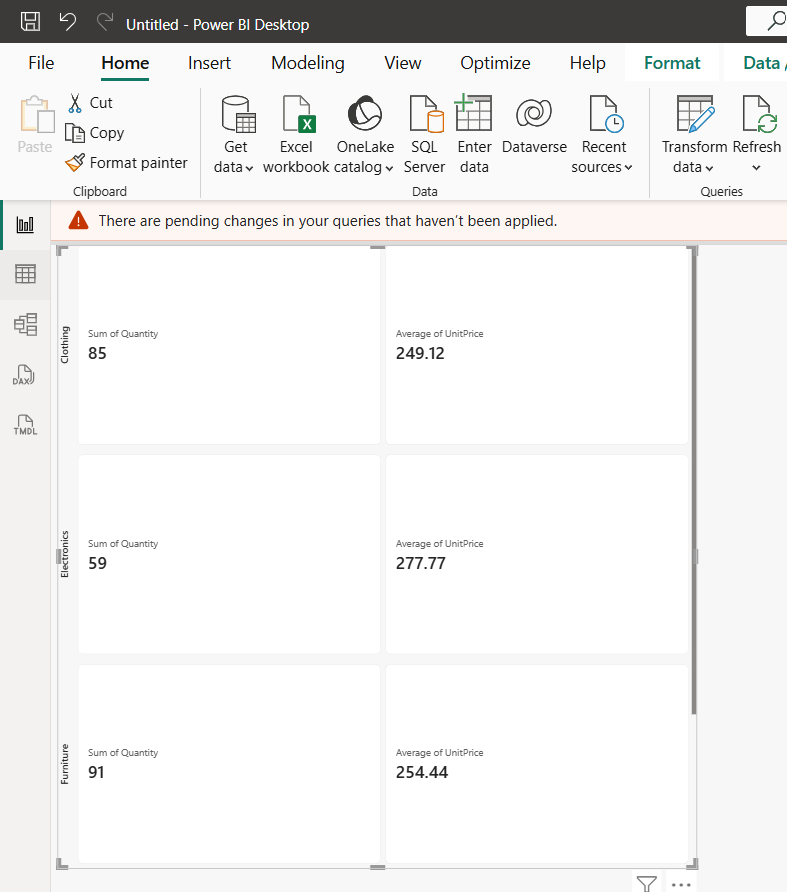 Untitled - Power BI Desktop
File Home Insert Modeling View Optimize Help Format Data /
Paste
Cut
Copy
Format painter
Clipboard
Get data
Excel workbook
OneLake catalog
SQL Server
Enter data
Dataverse
Recent sources
Data
Transform data
Refresh
Queries
There are pending changes in your queries that haven't been applied.
DAX
TMDL
Clothing
Sum of Quantity
85
Average of UnitPrice
249.12
Electronics
Sum of Quantity
59
Average of UnitPrice
277.77
Furniture
Sum of Quantity
91
Average of UnitPrice
254.44